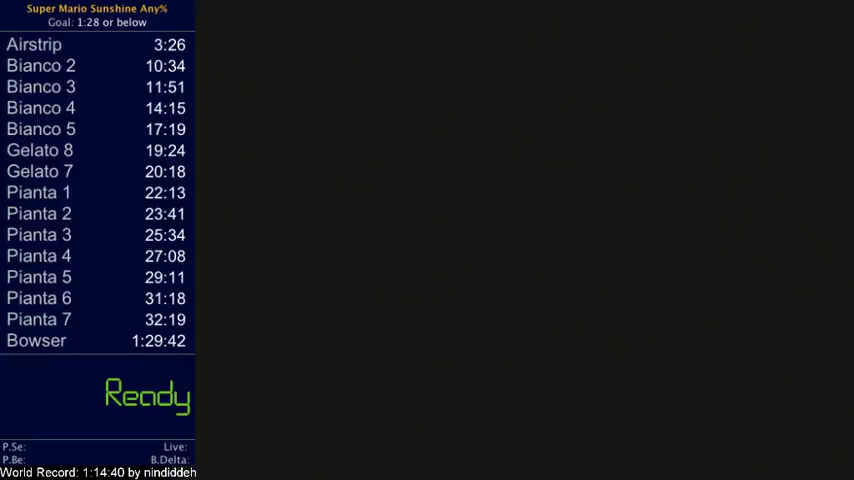 Super Mario Sunshine Any%
Goal: 1:28 or below
Airstrip 3:26
Bianco 2 10:34
Bianco 3 11:51
Bianco 4 14:15
Bianco 5 17:19
Gelato 8 19:24
Gelato 7 20:18
Pianta 1 22:13
Pianta 2 23:41
Pianta 3 25:34
Pianta 4 27:08
Pianta 5 29:11
Pianta 6 31:18
Pianta 7 32:19
Bowser 1:29:42
Ready
P.Se: Live:
P.Be: B.Delta:
World Record: 1:14:40 by nindiddeh